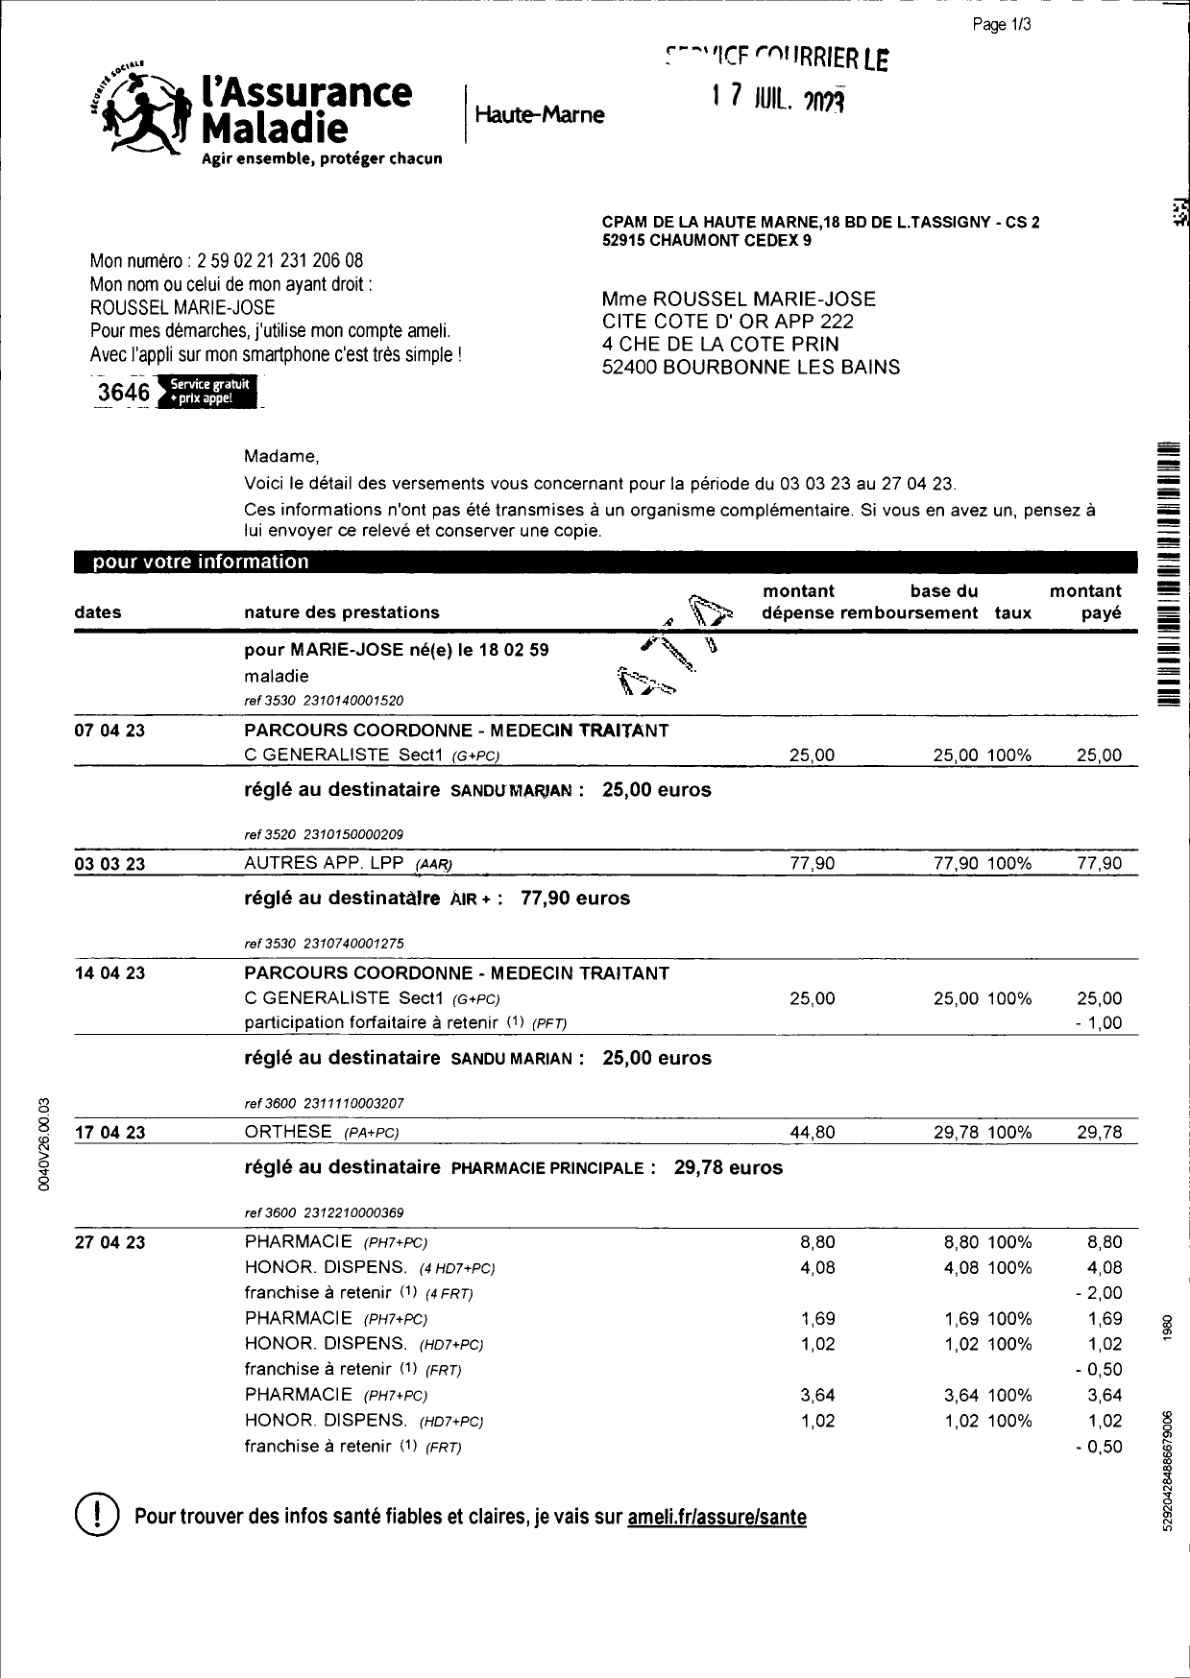 Page 1/3
SERVICE COURRIER LE
17 JUIL. 2023
SÉCURITÉ SOCIALE
l'Assurance
Maladie
Agir ensemble, protéger chacun
Haute-Marne
CPAM DE LA HAUTE MARNE,18 BD DE L.TASSIGNY - CS 2
52915 CHAUMONT CEDEX 9
Mon numéro : 2 59 02 21 231 206 08
Mon nom ou celui de mon ayant droit :
ROUSSEL MARIE-JOSE
Pour mes démarches, j'utilise mon compte ameli.
Avec l'appli sur mon smartphone c'est très simple !
3646 Service gratuit
+ prix appel
Mme ROUSSEL MARIE-JOSE
CITE COTE D' OR APP 222
4 CHE DE LA COTE PRIN
52400 BOURBONNE LES BAINS
Madame,
Voici le détail des versements vous concernant pour la période du 03 03 23 au 27 04 23.
Ces informations n'ont pas été transmises à un organisme complémentaire. Si vous en avez un, pensez à
lui envoyer ce relevé et conserver une copie.
pour votre information
montant base du montant
dates nature des prestations dépense remboursement taux payé
pour MARIE-JOSE né(e) le 18 02 59
maladie
ref 3530 2310140001520
07 04 23 PARCOURS COORDONNE - MEDECIN TRAITANT
C GENERALISTE Sect1 (G+PC) 25,00 25,00 100% 25,00
réglé au destinataire SANDU MARIAN : 25,00 euros
ref 3520 2310150000209
03 03 23 AUTRES APP. LPP (AAR) 77,90 77,90 100% 77,90
réglé au destinataire AIR + : 77,90 euros
ref 3530 2310740001275
14 04 23 PARCOURS COORDONNE - MEDECIN TRAITANT
C GENERALISTE Sect1 (G+PC) 25,00 25,00 100% 25,00
participation forfaitaire à retenir (1) (PFT) - 1,00
réglé au destinataire SANDU MARIAN : 25,00 euros
ref 3600 2311110003207
17 04 23 ORTHESE (PA+PC) 44,80 29,78 100% 29,78
réglé au destinataire PHARMACIE PRINCIPALE : 29,78 euros
ref 3600 2312210000369
27 04 23 PHARMACIE (PH7+PC) 8,80 8,80 100% 8,80
HONOR. DISPENS. (4 HD7+PC) 4,08 4,08 100% 4,08
franchise à retenir (1) (4 FRT) - 2,00
PHARMACIE (PH7+PC) 1,69 1,69 100% 1,69
HONOR. DISPENS. (HD7+PC) 1,02 1,02 100% 1,02
franchise à retenir (1) (FRT) - 0,50
PHARMACIE (PH7+PC) 3,64 3,64 100% 3,64
HONOR. DISPENS. (HD7+PC) 1,02 1,02 100% 1,02
franchise à retenir (1) (FRT) - 0,50
Pour trouver des infos santé fiables et claires, je vais sur ameli.fr/assure/sante
0040V26.00.03
1980
529204284886679006